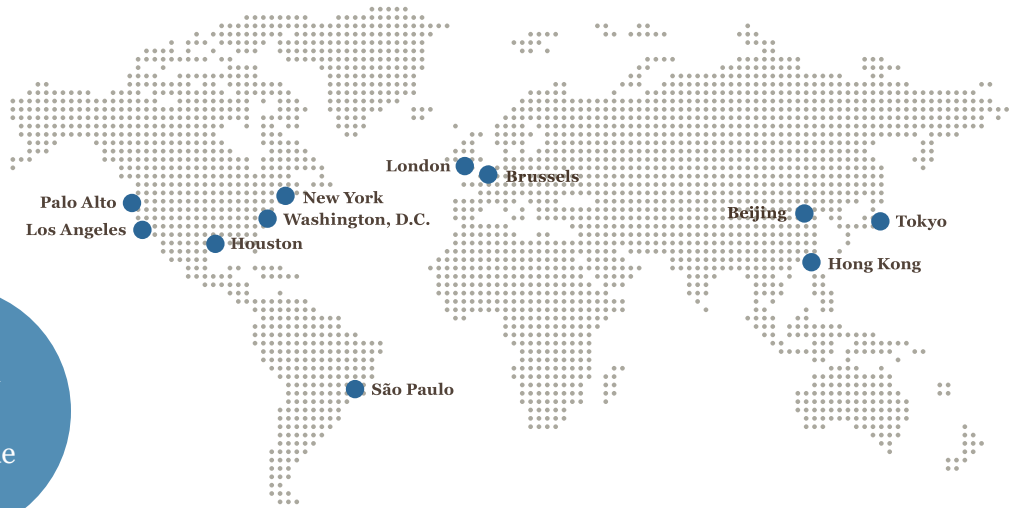 London
Brussels
Palo Alto
New York
Washington, D.C.
Los Angeles
Houston
Beijing
Tokyo
Hong Kong
São Paulo